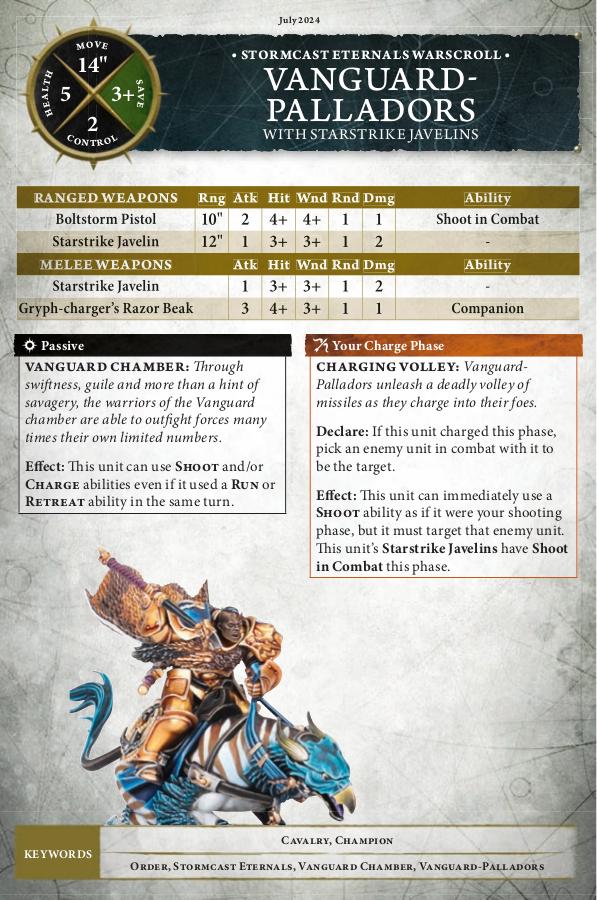 July 2024
MOVE
14"
HEALTH
5
3+
SAVE
2
CONTROL
• STORMCAST ETERNALS WARSCROLL •
VANGUARD-
PALLADORS
WITH STARSTRIKE JAVELINS
RANGED WEAPONS Rng Atk Hit Wnd Rnd Dmg Ability
Boltstorm Pistol 10" 2 4+ 4+ 1 1 Shoot in Combat
Starstrike Javelin 12" 1 3+ 3+ 1 2 -
MELEE WEAPONS Atk Hit Wnd Rnd Dmg Ability
Starstrike Javelin 1 3+ 3+ 1 2 -
Gryph-charger's Razor Beak 3 4+ 3+ 1 1 Companion
Passive
VANGUARD CHAMBER: Through
swiftness, guile and more than a hint of
savagery, the warriors of the Vanguard
chamber are able to outfight forces many
times their own limited numbers.
Effect: This unit can use SHOOT and/or
CHARGE abilities even if it used a RUN or
RETREAT ability in the same turn.
Your Charge Phase
CHARGING VOLLEY: Vanguard-
Palladors unleash a deadly volley of
missiles as they charge into their foes.
Declare: If this unit charged this phase,
pick an enemy unit in combat with it to
be the target.
Effect: This unit can immediately use a
SHOOT ability as if it were your shooting
phase, but it must target that enemy unit.
This unit's Starstrike Javelins have Shoot
in Combat this phase.
KEYWORDS
CAVALRY, CHAMPION
ORDER, STORMCAST ETERNALS, VANGUARD CHAMBER, VANGUARD-PALLADORS